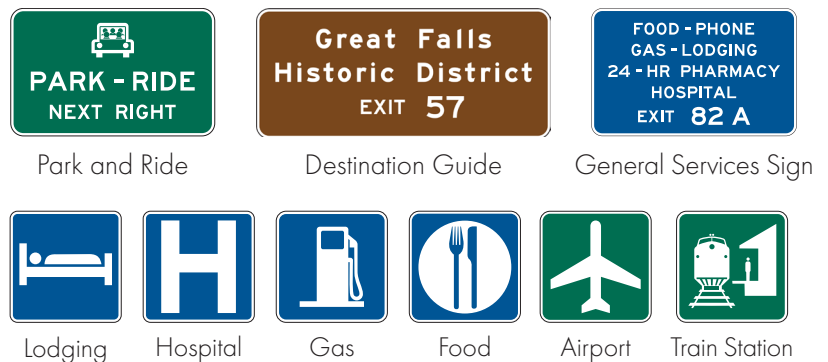 PARK - RIDE
NEXT RIGHT
Great Falls
Historic District
EXIT 57
FOOD - PHONE
GAS - LODGING
24 - HR PHARMACY
HOSPITAL
EXIT 82 A
Park and Ride
Destination Guide
General Services Sign
H
Lodging
Hospital
Gas
Food
Airport
Train Station